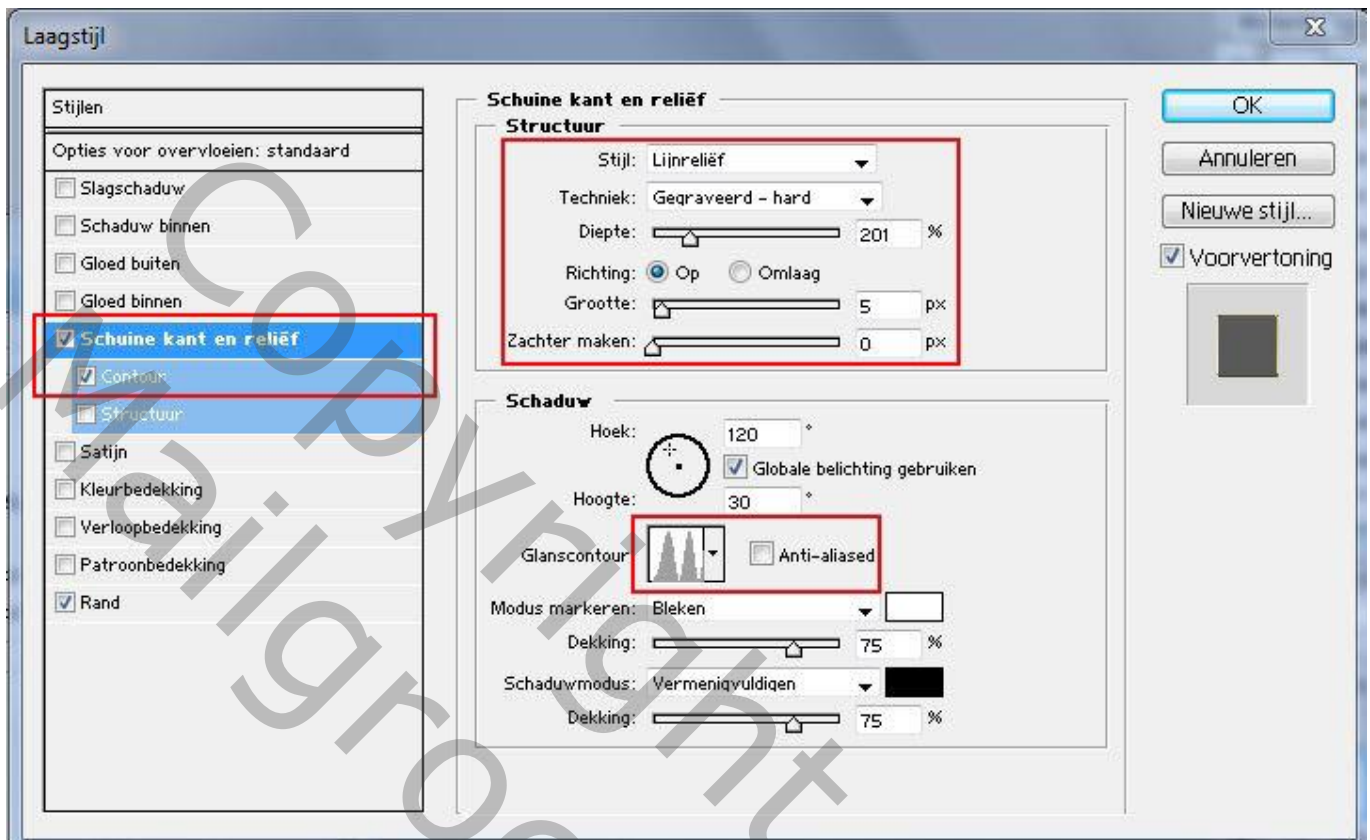 Laagstijl
Stijlen
Opties voor overvloeien: standaard
Slagschaduw
Schaduw binnen
Gloed buiten
Gloed binnen
Schuine kant en reliëf
Contour
Structuur
Satijn
Kleurbedekking
Verloopbedekking
Patroonbedekking
Rand
Schuine kant en reliëf
Structuur
Stijl: Lijnreliëf
Techniek: Gegraveerd - hard
Diepte: 201 %
Richting: Op Omlaag
Grootte: 5 px
Zachter maken: 0 px
Schaduw
Hoek: 120 °
Globale belichting gebruiken
Hoogte: 30 °
Glanscontour Anti-aliased
Modus markeren: Bleken
Dekking: 75 %
Schaduwmodus: Vermenigvuldigen
Dekking: 75 %
OK
Annuleren
Nieuwe stijl...
Voorvertoning
Copyright